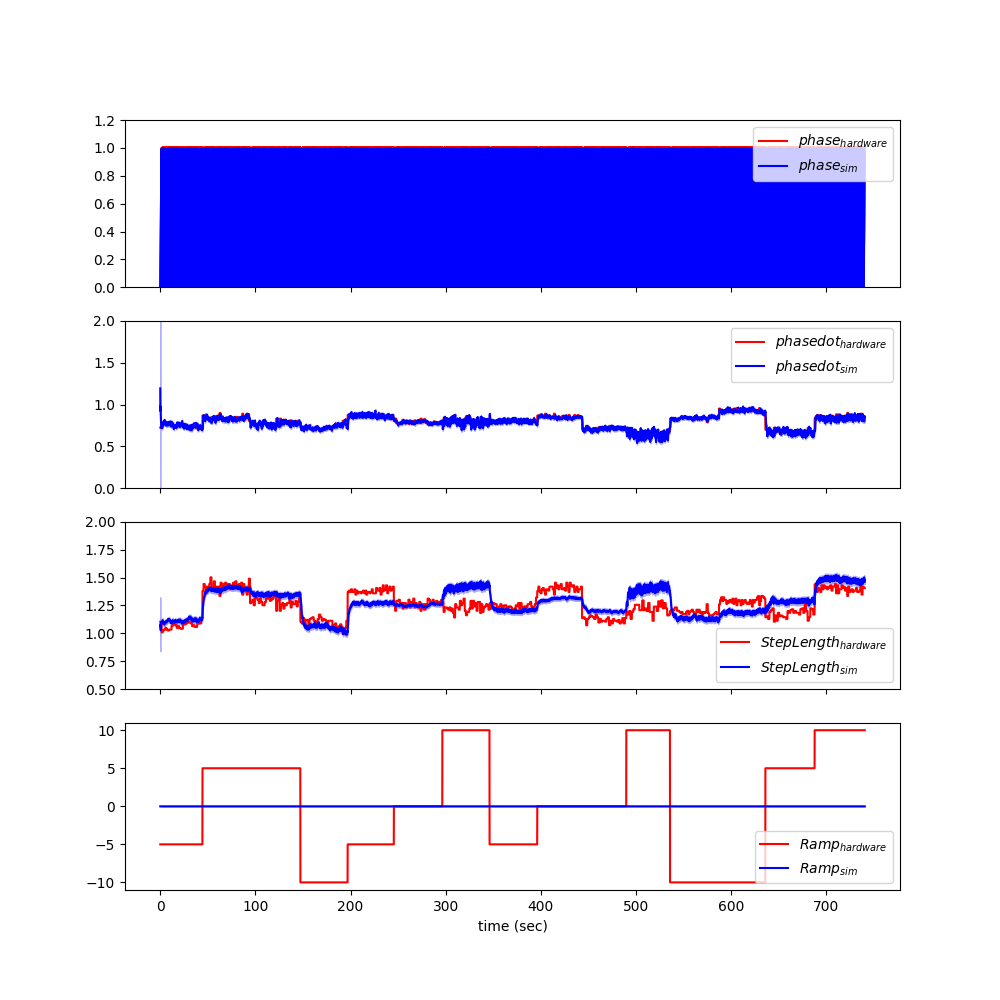 1.2
1.0
0.8
0.6
0.4
0.2
0.0
phase_hardware
phase_sim
2.0
1.5
1.0
0.5
0.0
phasedot_hardware
phasedot_sim
2.00
1.75
1.50
1.25
1.00
0.75
0.50
StepLength_hardware
StepLength_sim
10
5
0
−5
−10
Ramp_hardware
Ramp_sim
0 100 200 300 400 500 600 700
time (sec)